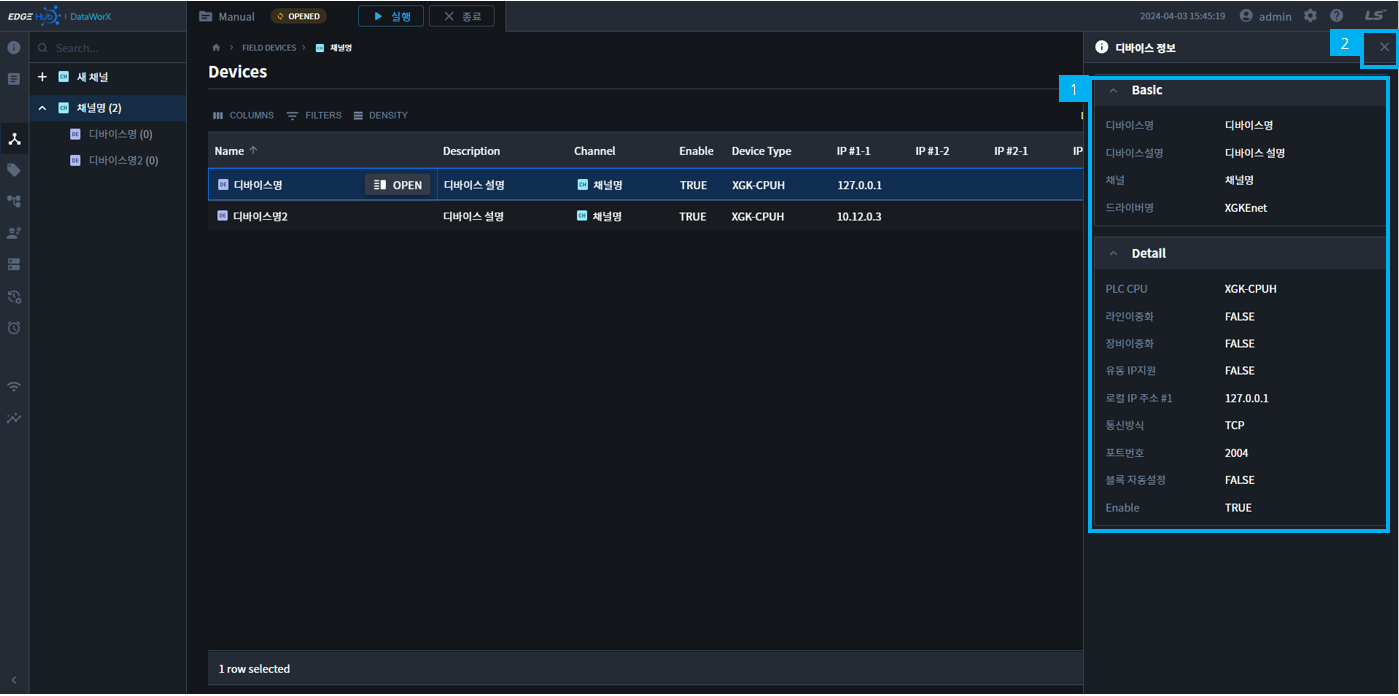 EDGE Hub | DataWorX
Manual OPENED 실행 종료
2024-04-03 15:45:19 admin LS
Search...
새 채널
채널명 (2)
디바이스명 (0)
디바이스명2 (0)
FIELD DEVICES > 채널명
Devices
COLUMNS FILTERS DENSITY
Name Description Channel Enable Device Type IP #1-1 IP #1-2 IP #2-1 IP
디바이스명 OPEN 디바이스 설명 채널명 TRUE XGK-CPUH 127.0.0.1
디바이스명2 디바이스 설명 채널명 TRUE XGK-CPUH 10.12.0.3
1 row selected
디바이스 정보
2
1
Basic
디바이스명 디바이스명
디바이스설명 디바이스 설명
채널 채널명
드라이버명 XGKEnet
Detail
PLC CPU XGK-CPUH
라인이중화 FALSE
장비이중화 FALSE
유동 IP지원 FALSE
로컬 IP 주소 #1 127.0.0.1
통신방식 TCP
포트번호 2004
블록 자동설정 FALSE
Enable TRUE